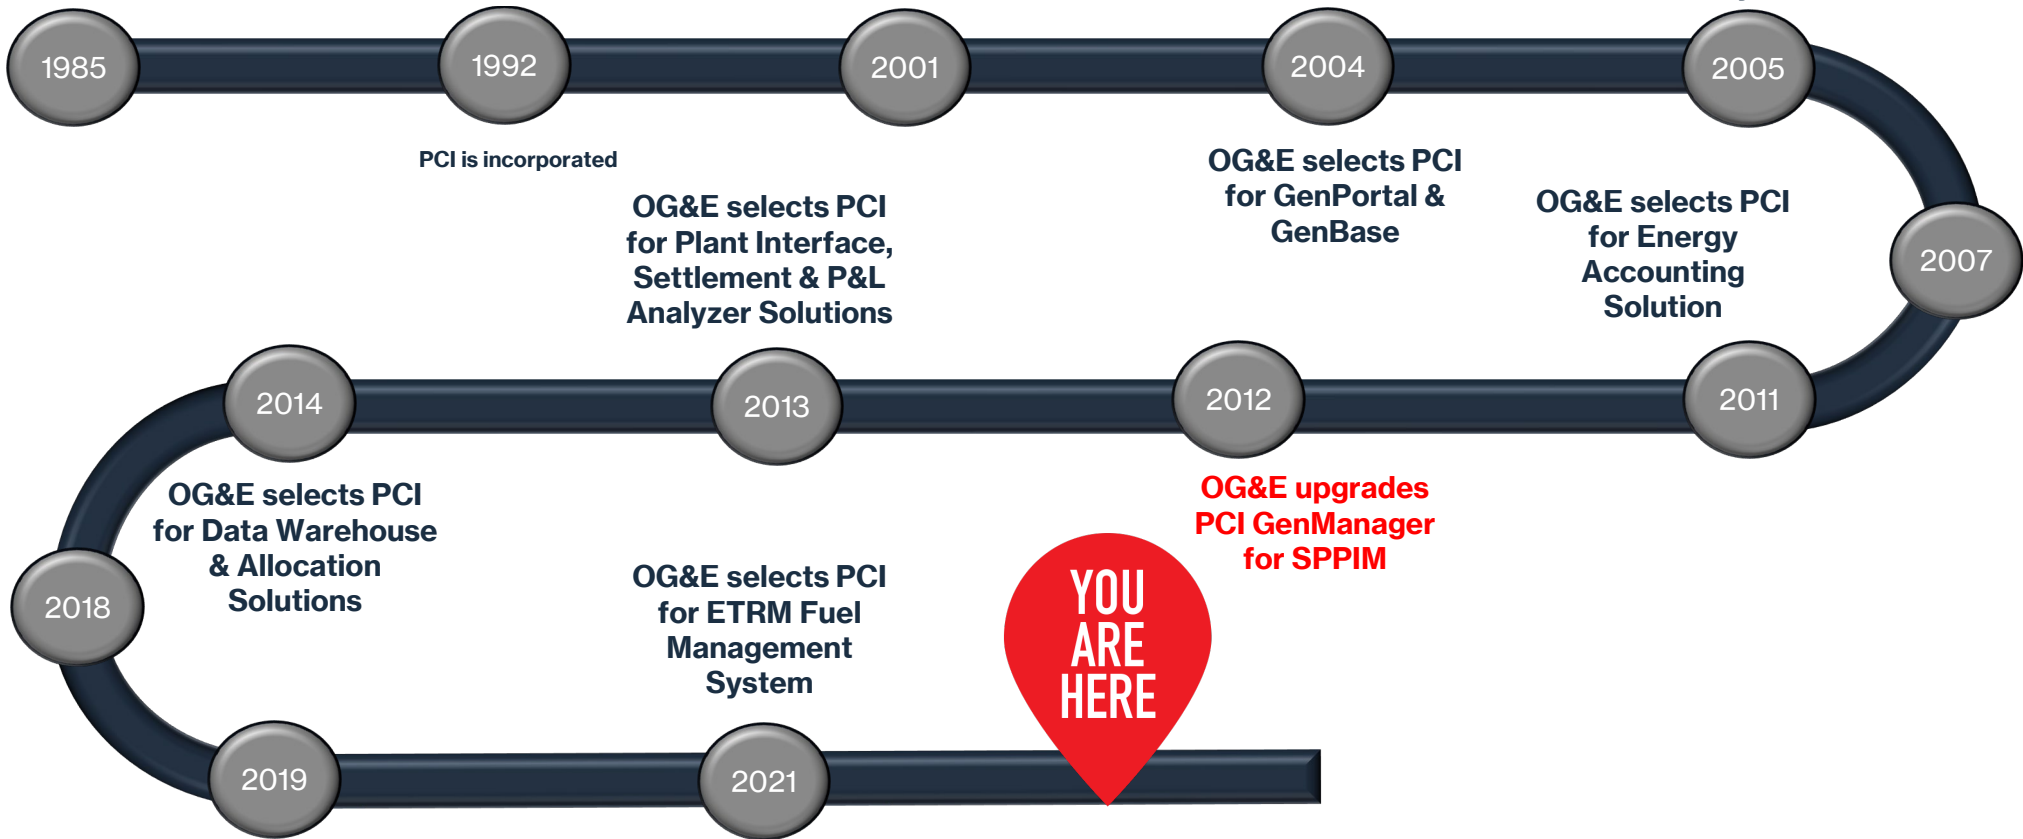 1985
1992
2001
2004
2005
PCI is incorporated
OG&E selects PCI
for GenPortal &
GenBase
OG&E selects PCI
for Plant Interface,
Settlement & P&L
Analyzer Solutions
OG&E selects PCI
for Energy
Accounting
Solution
2007
2014
2013
2012
2011
OG&E selects PCI
for Data Warehouse
& Allocation
Solutions
OG&E upgrades
PCI GenManager
for SPPIM
2018
OG&E selects PCI
for ETRM Fuel
Management
System
YOU
ARE
HERE
2019
2021